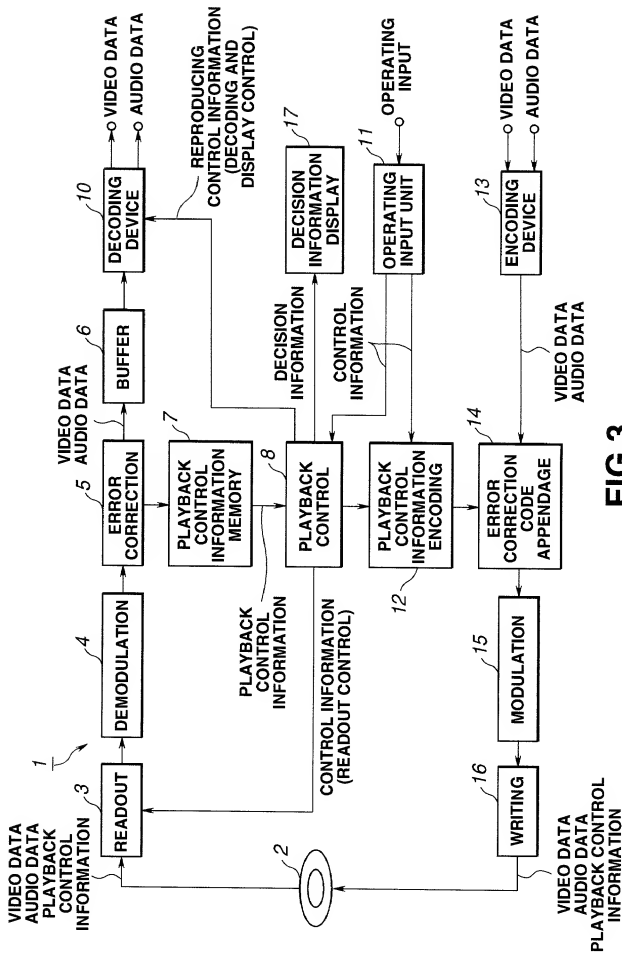 VIDEO DATA
AUDIO DATA
PLAYBACK
CONTROL
INFORMATION
1
3
READOUT
4
DEMODULATION
5
ERROR
CORRECTION
VIDEO DATA
AUDIO DATA
6
BUFFER
10
DECODING
DEVICE
VIDEO DATA
AUDIO DATA
7
PLAYBACK
CONTROL
INFORMATION
MEMORY
REPRODUCING
CONTROL INFORMATION
(DECODING AND
DISPLAY CONTROL)
PLAYBACK
CONTROL
INFORMATION
2
CONTROL INFORMATION
(READOUT CONTROL)
8
PLAYBACK
CONTROL
DECISION
INFORMATION
17
DECISION
INFORMATION
DISPLAY
CONTROL
INFORMATION
11
OPERATING
INPUT UNIT
OPERATING
INPUT
12
PLAYBACK
CONTROL
INFORMATION
ENCODING
14
ERROR
CORRECTION
CODE
APPENDAGE
13
ENCODING
DEVICE
VIDEO DATA
AUDIO DATA
VIDEO DATA
AUDIO DATA
15
MODULATION
16
WRITING
VIDEO DATA
AUDIO DATA
PLAYBACK CONTROL
INFORMATION
FIG.3